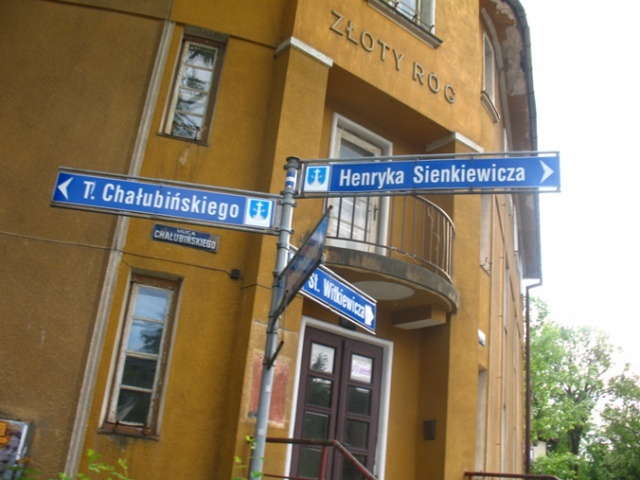 ZŁOTY RÓG
Henryka Sienkiewicza
T. Chałubińskiego
ULICA
CHAŁUBIŃSKIEGO
St. Witkiewicza